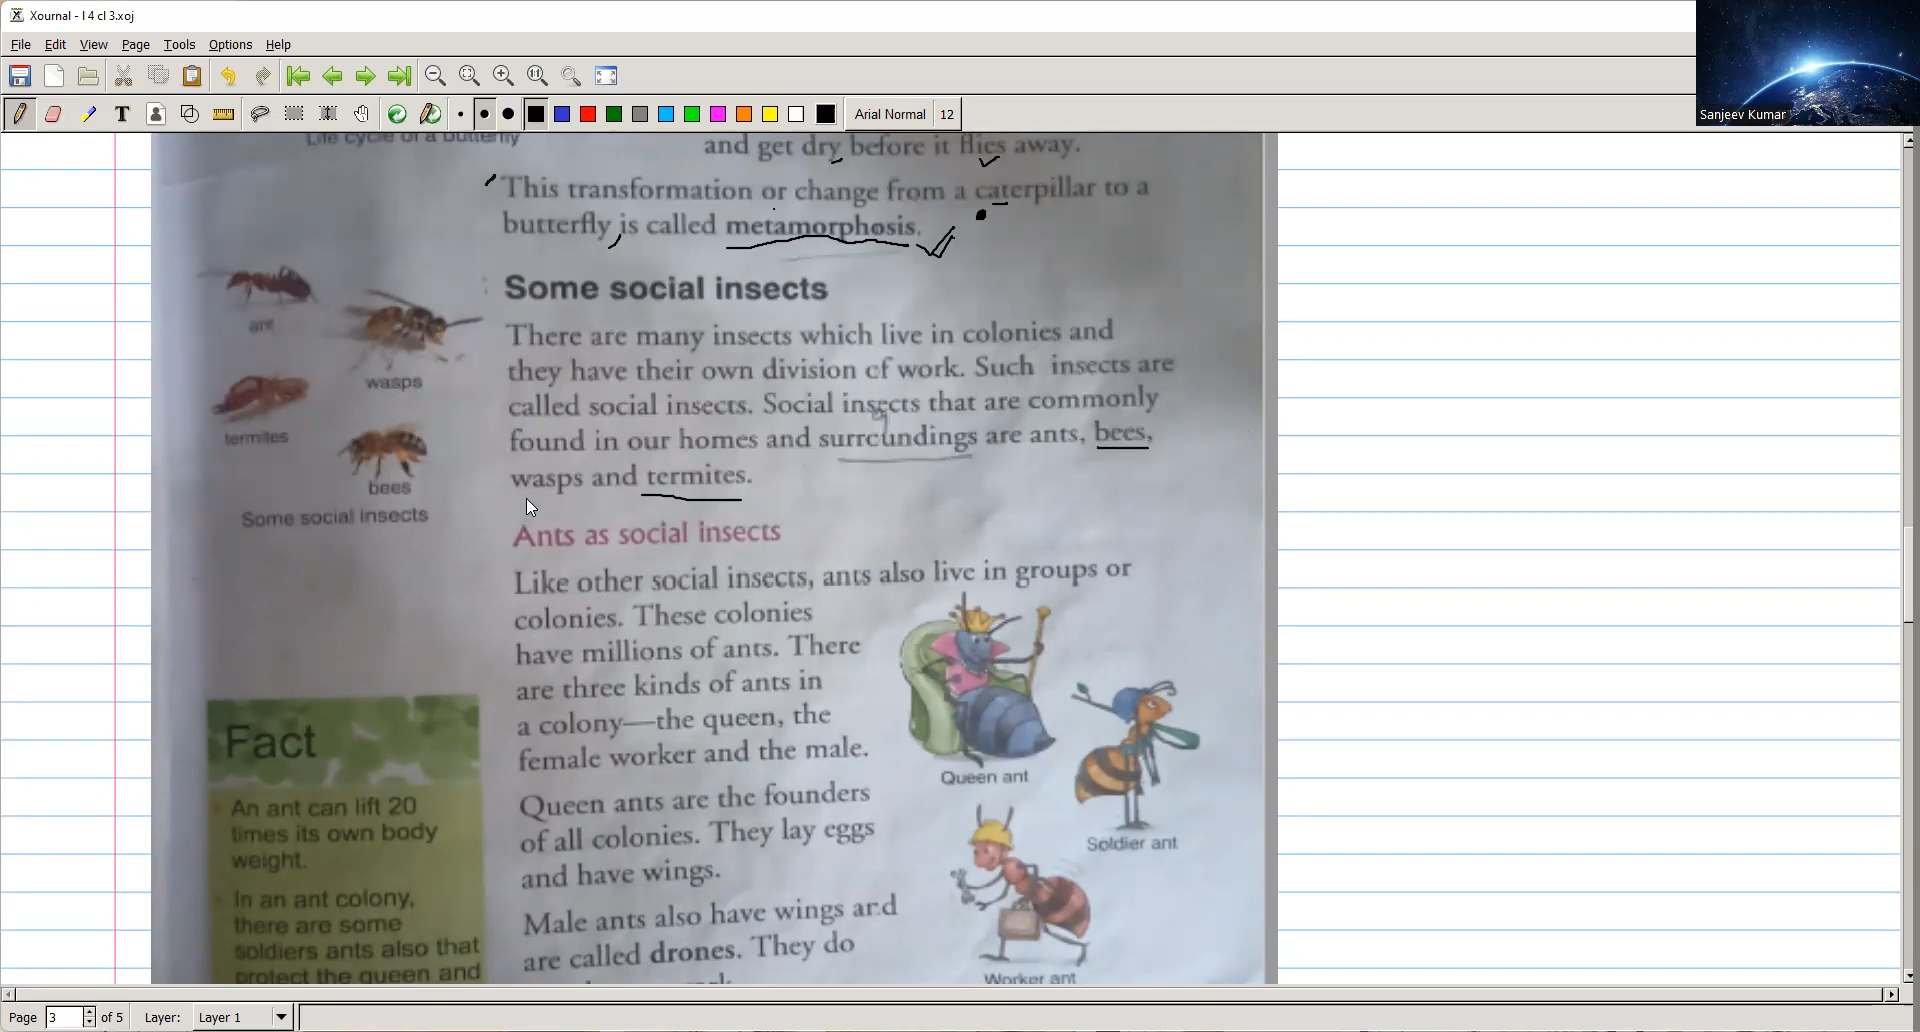 Xournal - l 4 cl 3.xoj
File Edit View Page Tools Options Help
Arial Normal 12
Sanjeev Kumar
Life cycle of a butterfly
and get dry before it flies away.
This transformation or change from a caterpillar to a
butterfly is called metamorphosis.
Some social insects
There are many insects which live in colonies and
they have their own division of work. Such insects are
called social insects. Social insects that are commonly
found in our homes and surroundings are ants, bees,
wasps and termites.
ant
wasps
termites
bees
Some social insects
Ants as social insects
Like other social insects, ants also live in groups or
colonies. These colonies
have millions of ants. There
are three kinds of ants in
a colony—the queen, the
female worker and the male.
Queen ants are the founders
of all colonies. They lay eggs
and have wings.
Male ants also have wings and
are called drones. They do
Queen ant
Soldier ant
Worker ant
Fact
An ant can lift 20
times its own body
weight.
In an ant colony,
there are some
soldiers ants also that
protect the queen and
Page 3 of 5 Layer: Layer 1